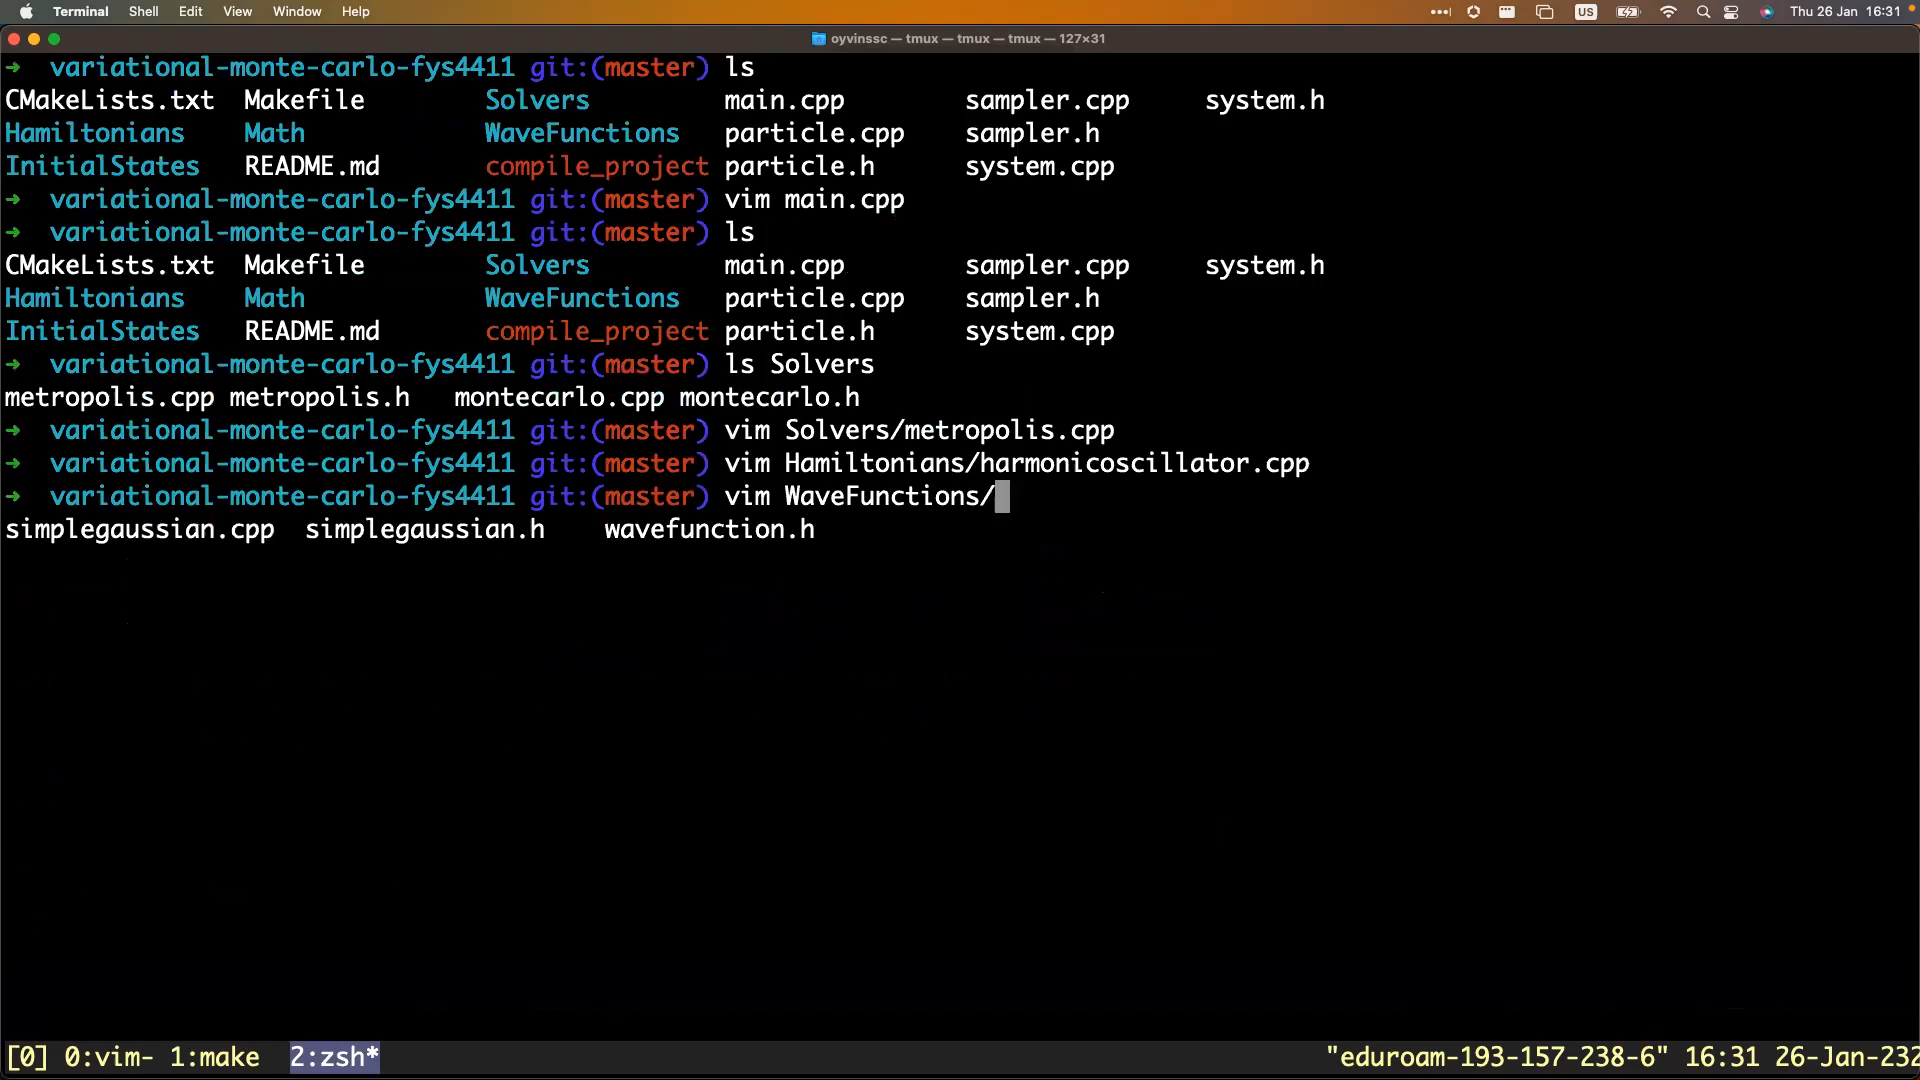 Terminal Shell Edit View Window Help US Thu 26 Jan 16:31
oyvinssc — tmux — tmux — tmux — 127×31
→ variational-monte-carlo-fys4411 git:(master) ls
CMakeLists.txt Makefile Solvers main.cpp sampler.cpp system.h
Hamiltonians Math WaveFunctions particle.cpp sampler.h
InitialStates README.md compile_project particle.h system.cpp
→ variational-monte-carlo-fys4411 git:(master) vim main.cpp
→ variational-monte-carlo-fys4411 git:(master) ls
CMakeLists.txt Makefile Solvers main.cpp sampler.cpp system.h
Hamiltonians Math WaveFunctions particle.cpp sampler.h
InitialStates README.md compile_project particle.h system.cpp
→ variational-monte-carlo-fys4411 git:(master) ls Solvers
metropolis.cpp metropolis.h montecarlo.cpp montecarlo.h
→ variational-monte-carlo-fys4411 git:(master) vim Solvers/metropolis.cpp
→ variational-monte-carlo-fys4411 git:(master) vim Hamiltonians/harmonicoscillator.cpp
→ variational-monte-carlo-fys4411 git:(master) vim WaveFunctions/
simplegaussian.cpp simplegaussian.h wavefunction.h
[0] 0:vim- 1:make 2:zsh* "eduroam-193-157-238-6" 16:31 26-Jan-232